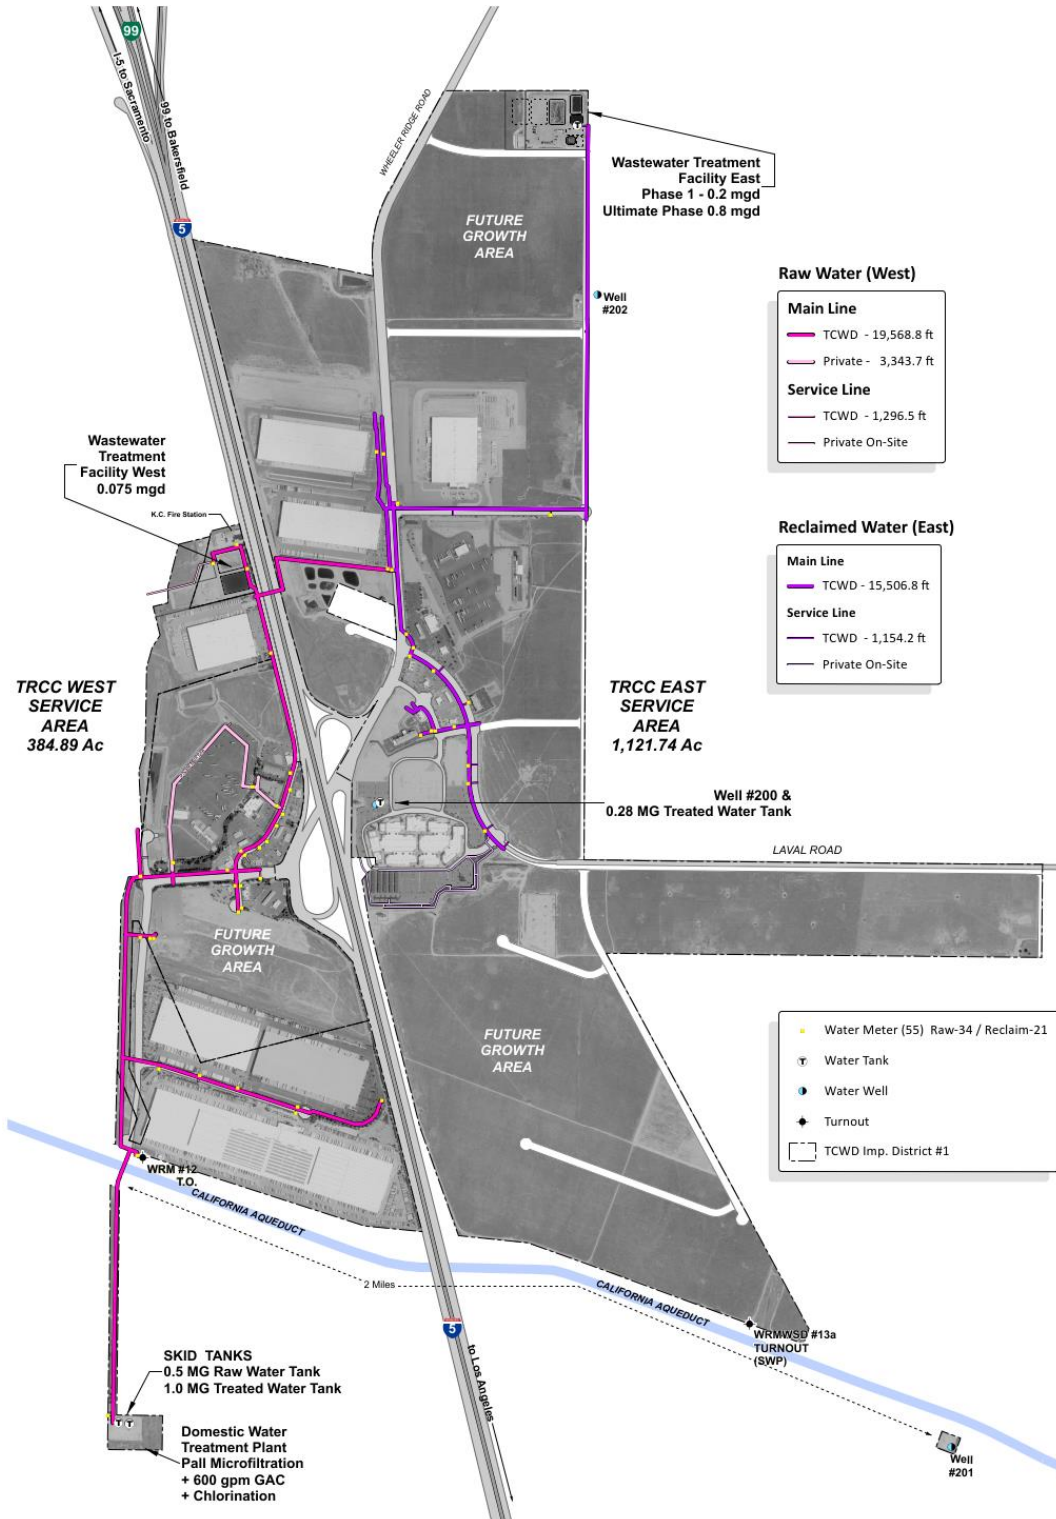 99
I-5 to Sacramento
99 to Bakersfield
5
WHEELER RIDGE ROAD
Wastewater Treatment
Facility East
Phase 1 - 0.2 mgd
Ultimate Phase 0.8 mgd
FUTURE
GROWTH
AREA
Well
#202
Raw Water (West)
Main Line
TCWD - 19,568.8 ft
Private - 3,343.7 ft
Service Line
TCWD - 1,296.5 ft
Private On-Site
Wastewater
Treatment
Facility West
0.075 mgd
K.C. Fire Station
Reclaimed Water (East)
Main Line
TCWD - 15,506.8 ft
Service Line
TCWD - 1,154.2 ft
Private On-Site
TRCC WEST
SERVICE
AREA
384.89 Ac
TRCC EAST
SERVICE
AREA
1,121.74 Ac
T
Well #200 &
0.28 MG Treated Water Tank
LAVAL ROAD
FUTURE
GROWTH
AREA
FUTURE
GROWTH
AREA
Water Meter (55) Raw-34 / Reclaim-21
T Water Tank
Water Well
Turnout
TCWD Imp. District #1
WRM #12
T.O.
CALIFORNIA AQUEDUCT
2 Miles
CALIFORNIA AQUEDUCT
5
to Los Angeles
WRMWSD #13a
TURNOUT
(SWP)
SKID TANKS
0.5 MG Raw Water Tank
1.0 MG Treated Water Tank
T T
Domestic Water
Treatment Plant
Pall Microfiltration
+ 600 gpm GAC
+ Chlorination
Well
#201